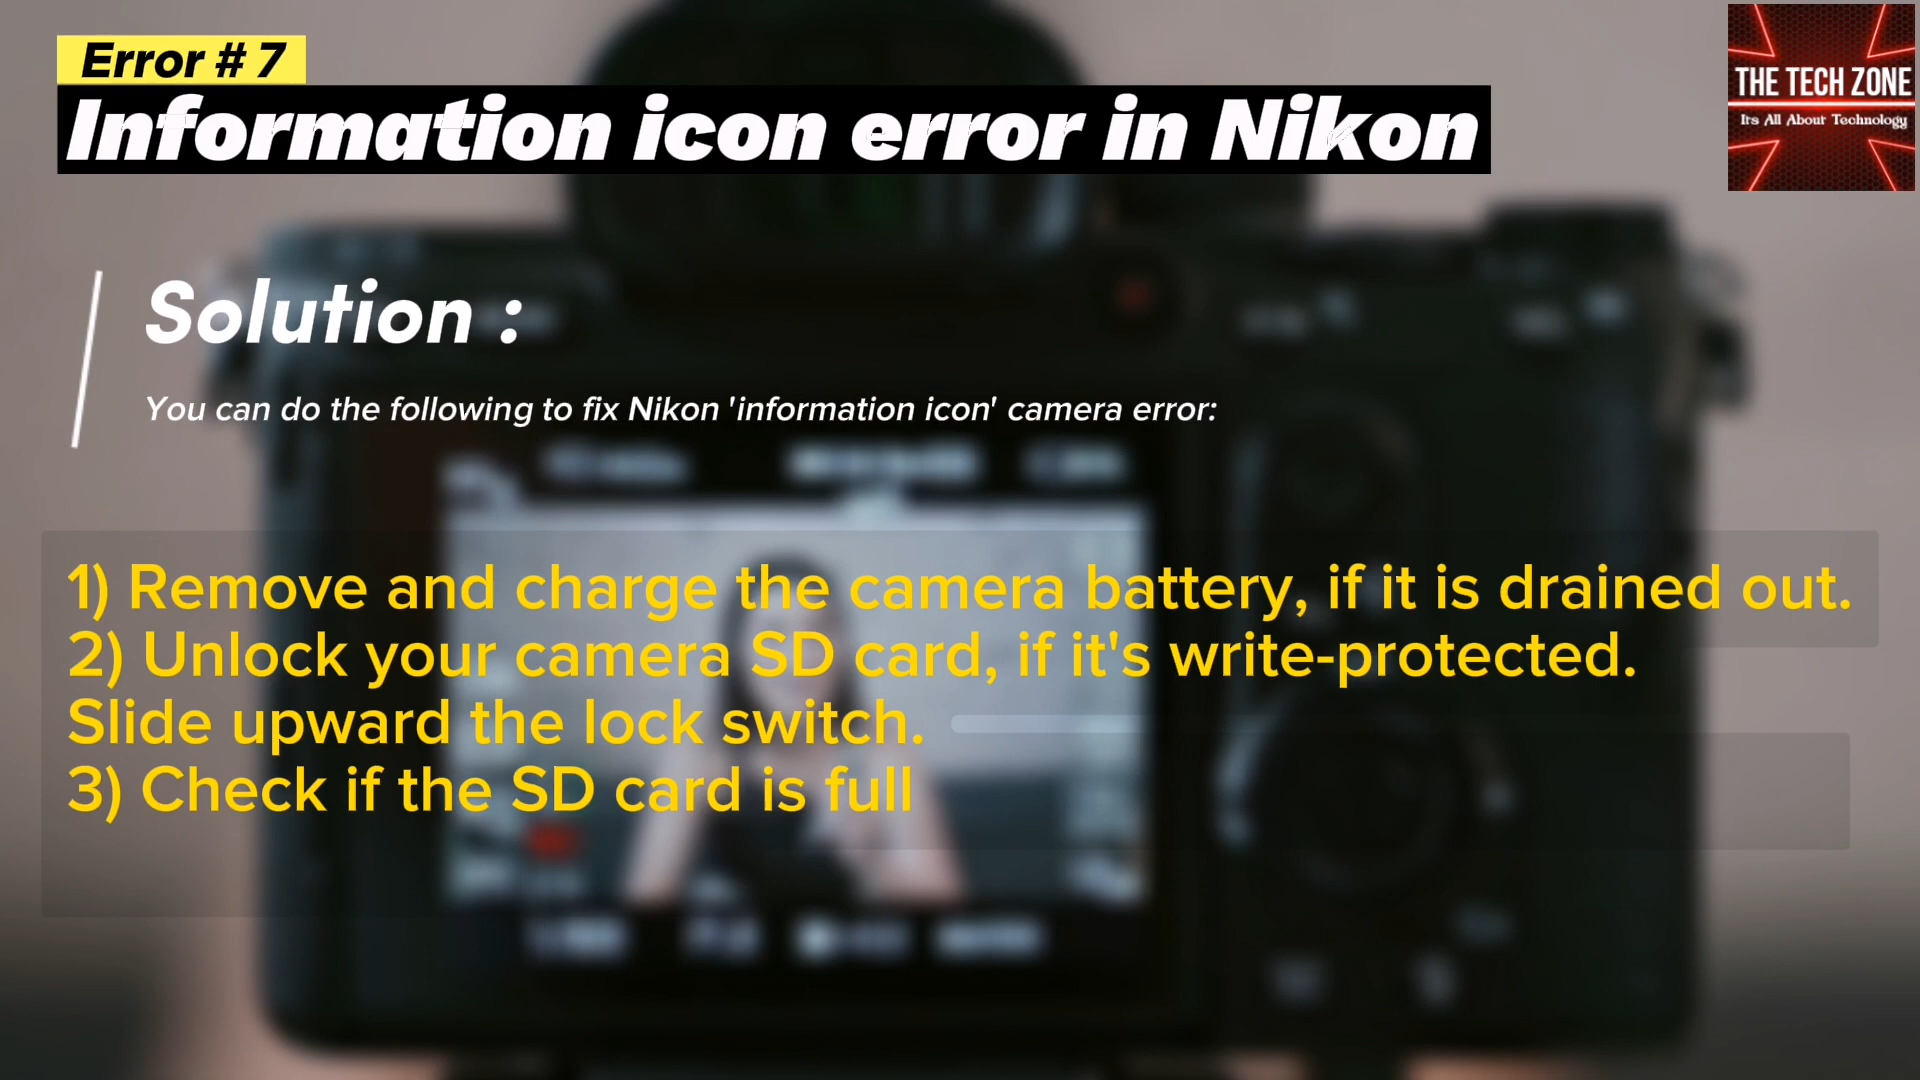 Error # 7
Information icon error in Nikon
THE TECH ZONE
Its All About Technology
Solution :
You can do the following to fix Nikon 'information icon' camera error:
1) Remove and charge the camera battery, if it is drained out.
2) Unlock your camera SD card, if it's write-protected.
Slide upward the lock switch.
3) Check if the SD card is full